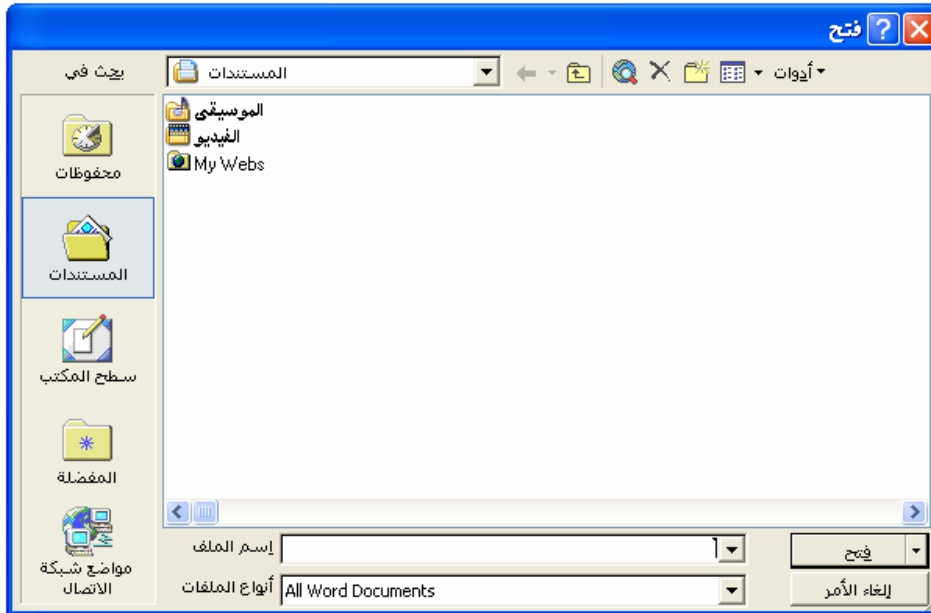 فتح
بحث في
المستندات
أدوات
محفوظات
المستندات
سطح المكتب
المفضلة
مواضع شبكة
الاتصال
الموسيقى
الفيديو
My Webs
إسم الملف
فتح
أنواع الملفات
All Word Documents
إلغاء الأمر